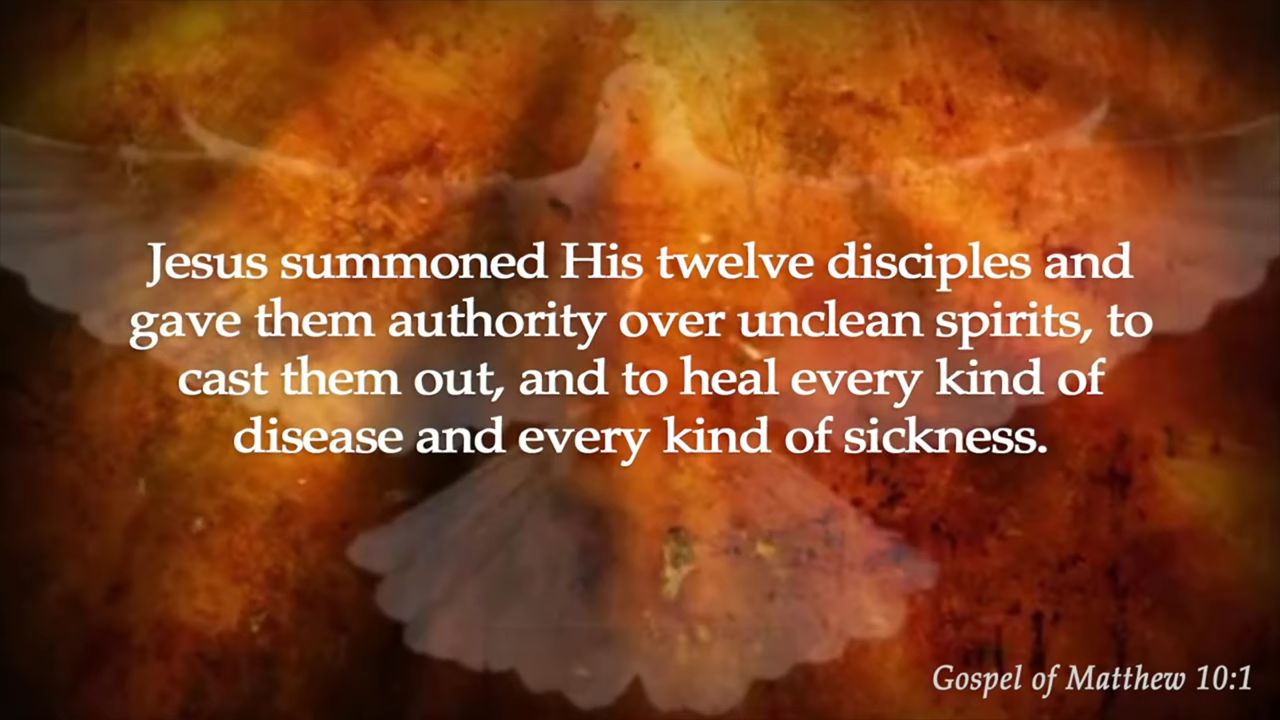 Jesus summoned His twelve disciples and
gave them authority over unclean spirits, to
cast them out, and to heal every kind of
disease and every kind of sickness.
Gospel of Matthew 10:1